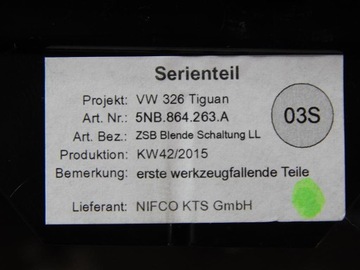 Serienteil
Projekt: VW 326 Tiguan
Art. Nr.: 5NB.864.263.A
03S
Art. Bez.: ZSB Blende Schaltung LL
Produktion: KW42/2015
Bemerkung: erste werkzeugfallende Teile
Lieferant: NIFCO KTS GmbH